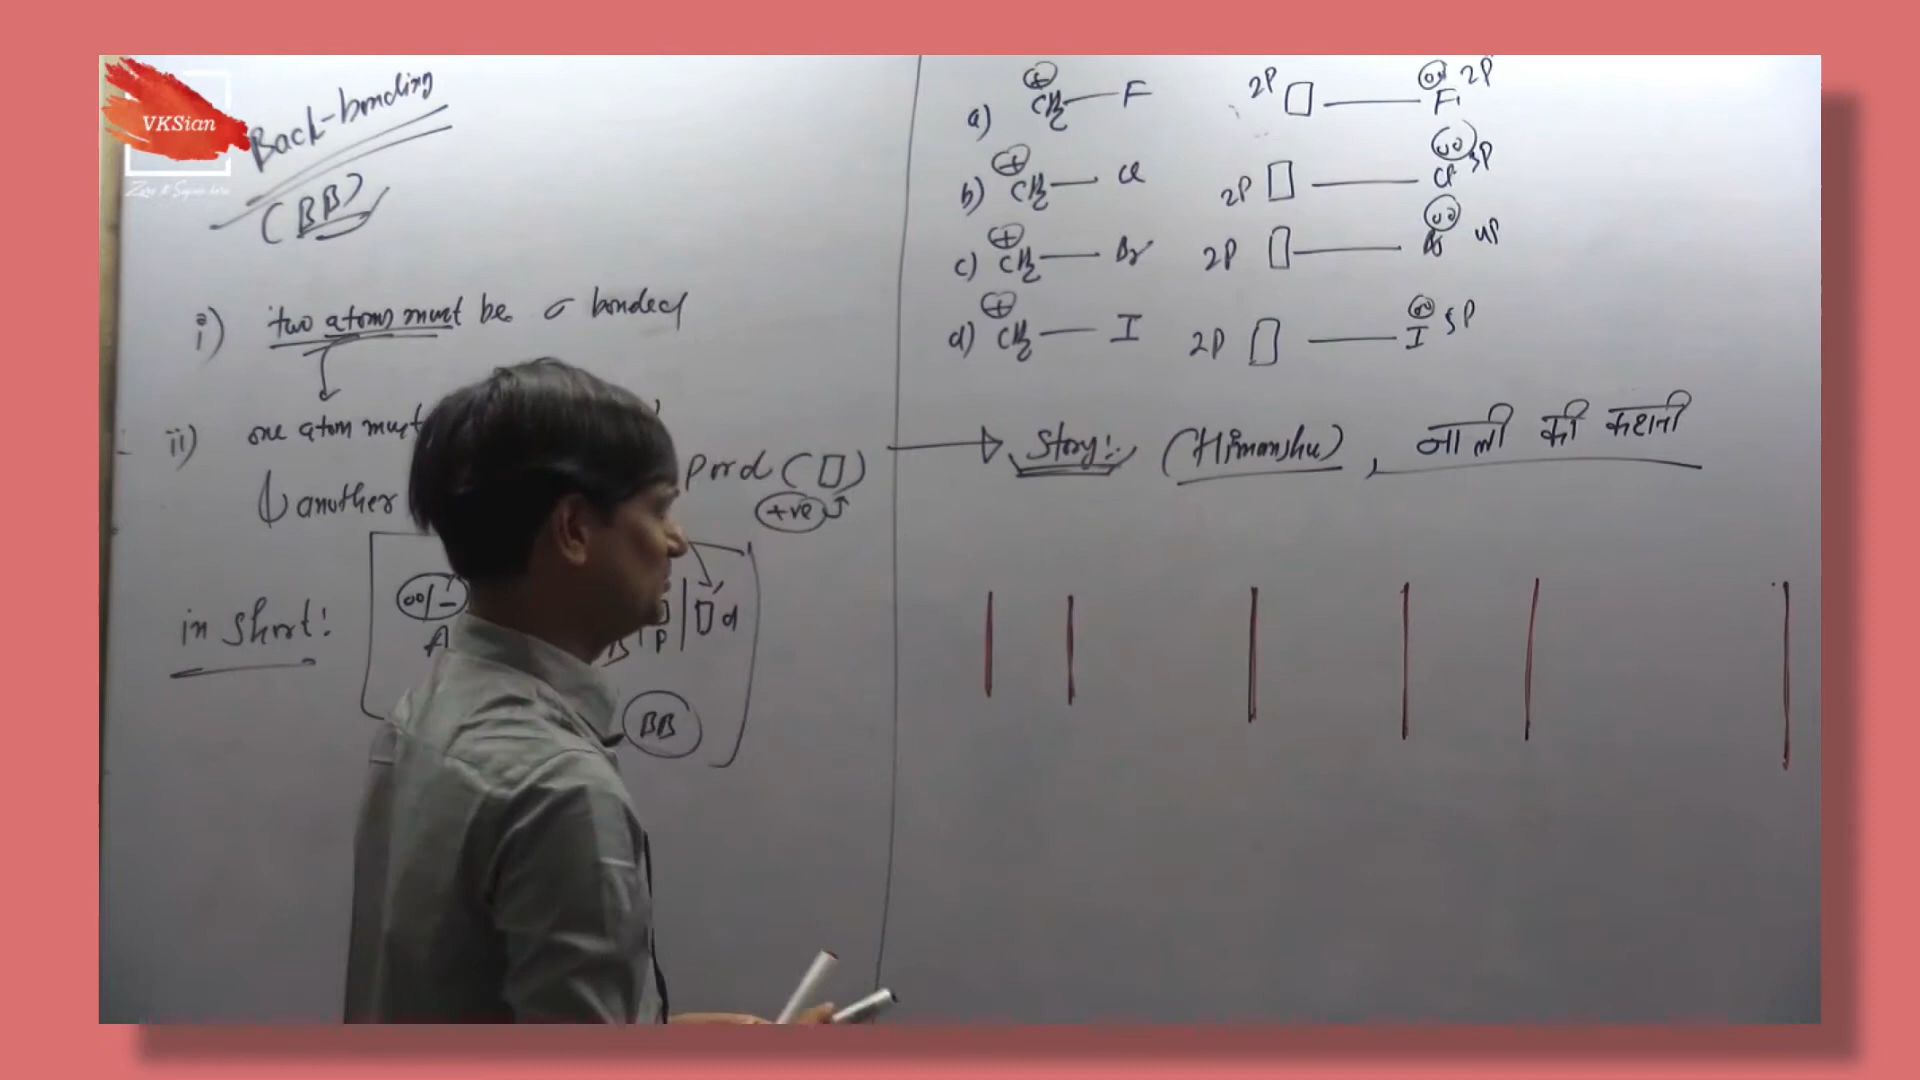 VKSian
Back-bonding
(BB)
i) two atoms must be σ bonded
ii) one atom must
another
p or d (▯)
+ve
in short:
A
B
p
▯ d
BB
a) ⊕ CH2 — F
2P ▯ — F 2P
b) ⊕ CH2 — Cl
2P ▯ — Cl 3P
c) ⊕ CH2 — Br
2P ▯ — Br 4P
d) ⊕ CH2 — I
2P ▯ — I 5P
Story:- (Himanshu), नाली की कहानी